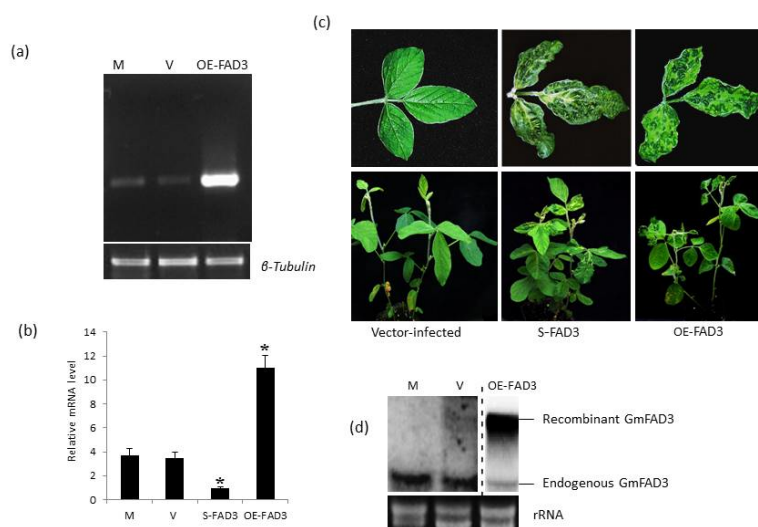 (a)
M V OE-FAD3
β-Tubulin
(b)
Relative mRNA level
14
12
10
8
6
4
2
0
*
*
M V S-FAD3 OE-FAD3
(c)
Vector-infected S-FAD3 OE-FAD3
(d)
M V OE-FAD3
Recombinant GmFAD3
Endogenous GmFAD3
rRNA